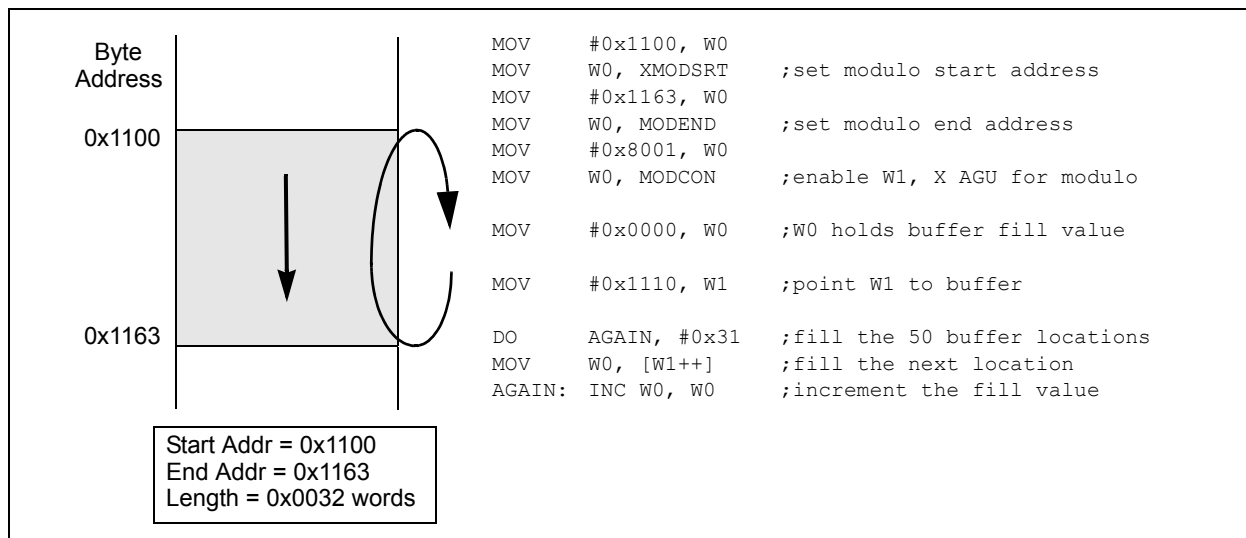 Byte
Address
0x1100
0x1163
Start Addr = 0x1100
End Addr = 0x1163
Length = 0x0032 words
MOV #0x1100, W0
MOV W0, XMODSRT ;set modulo start address
MOV #0x1163, W0
MOV W0, MODEND ;set modulo end address
MOV #0x8001, W0
MOV W0, MODCON ;enable W1, X AGU for modulo
MOV #0x0000, W0 ;W0 holds buffer fill value
MOV #0x1110, W1 ;point W1 to buffer
DO AGAIN, #0x31 ;fill the 50 buffer locations
MOV W0, [W1++] ;fill the next location
AGAIN: INC W0, W0 ;increment the fill value